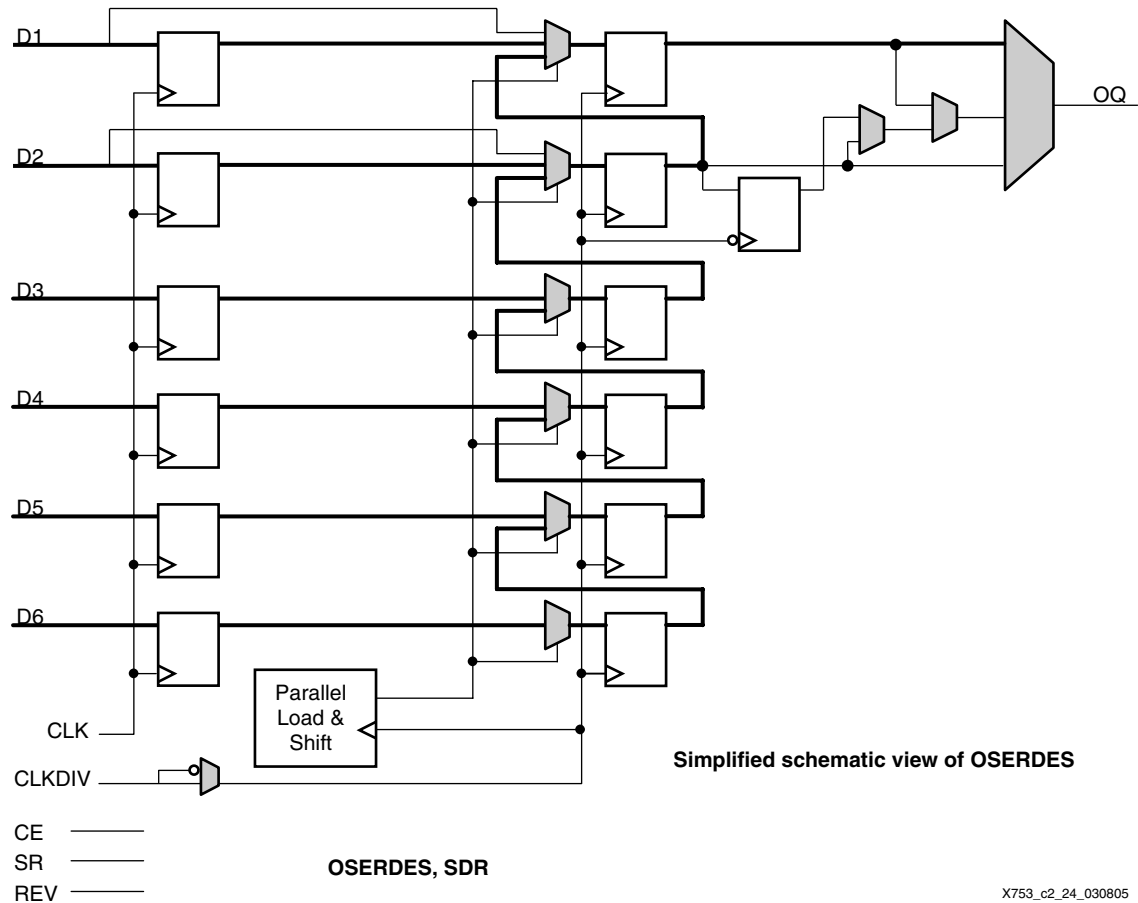 D1
OQ
D2
D3
D4
D5
D6
Parallel
Load &
Shift
CLK
Simplified schematic view of OSERDES
CLKDIV
CE
SR
OSERDES, SDR
REV
X753_c2_24_030805